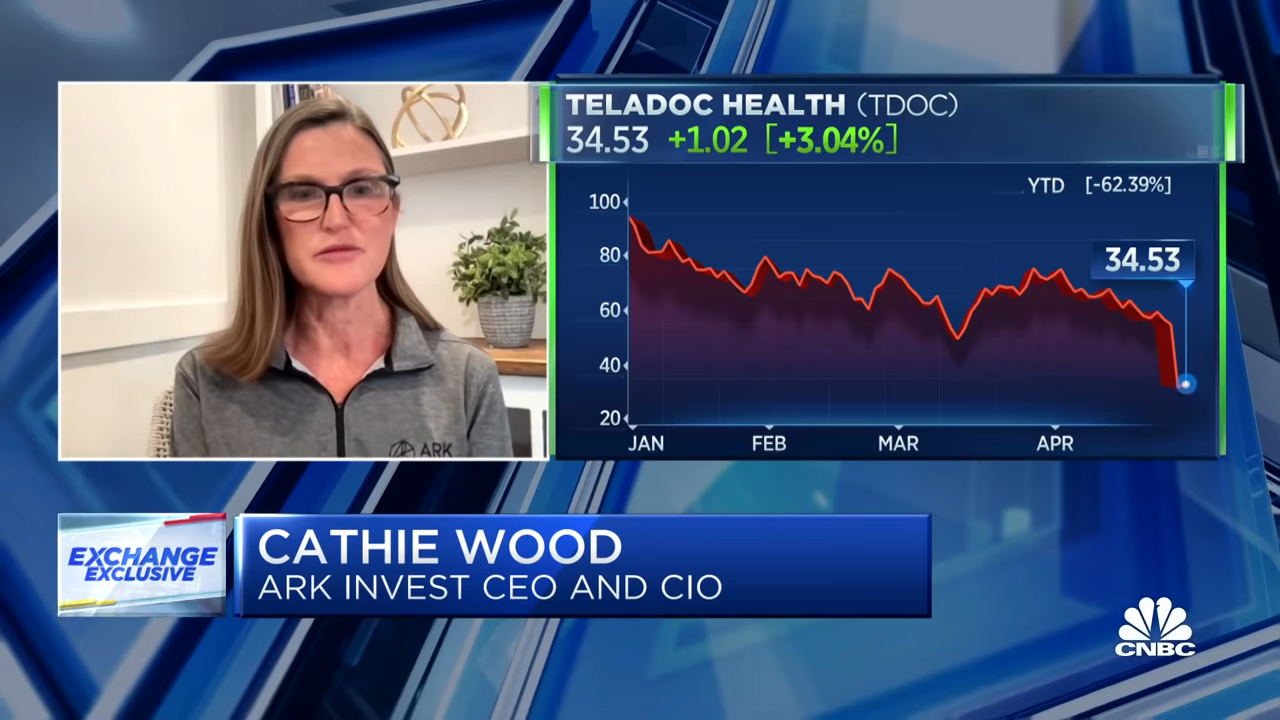 TELADOC HEALTH (TDOC)
34.53 +1.02 [+3.04%]
YTD [-62.39%]
100
80
60
40
20
34.53
JAN FEB MAR APR
ARK
EXCHANGE
EXCLUSIVE
CATHIE WOOD
ARK INVEST CEO AND CIO
CNBC